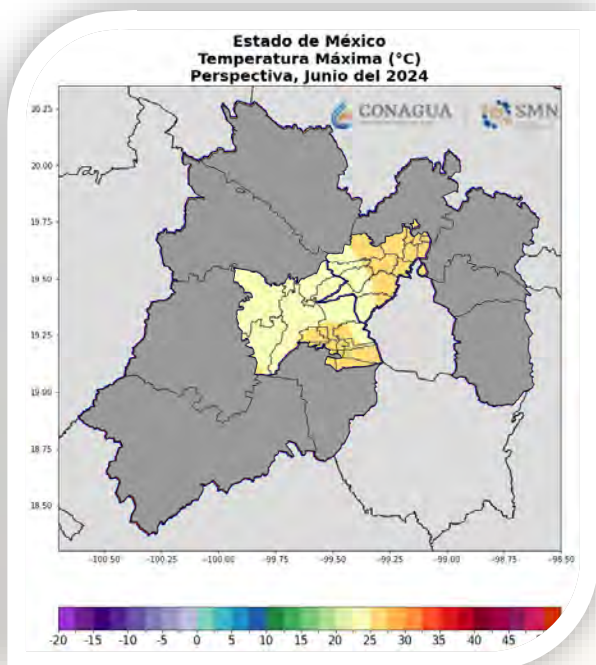 Estado de México
Temperatura Máxima (°C)
Perspectiva, Junio del 2024
CONAGUA SMN
20.25
20.00
19.75
19.50
19.25
19.00
18.75
18.50
-100.50 -100.25 -100.00 -99.75 -99.50 -99.25 -99.00 -98.75 -98.50
-20 -15 -10 -5 0 5 10 15 20 25 30 35 40 45